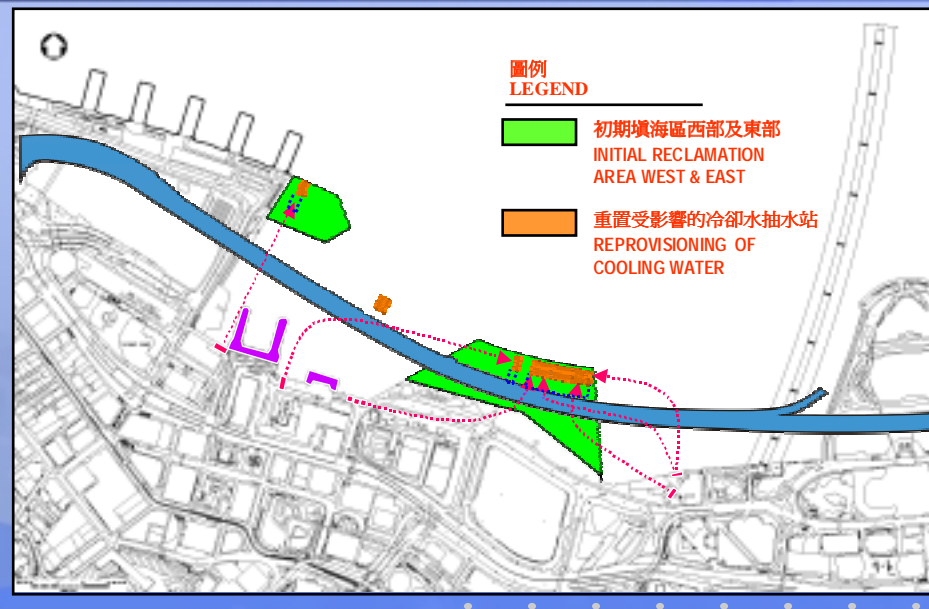 圖例
LEGEND
初期填海區西部及東部
INITIAL RECLAMATION
AREA WEST & EAST
重置受影響的冷卻水抽水站
REPROVISIONING OF
COOLING WATER